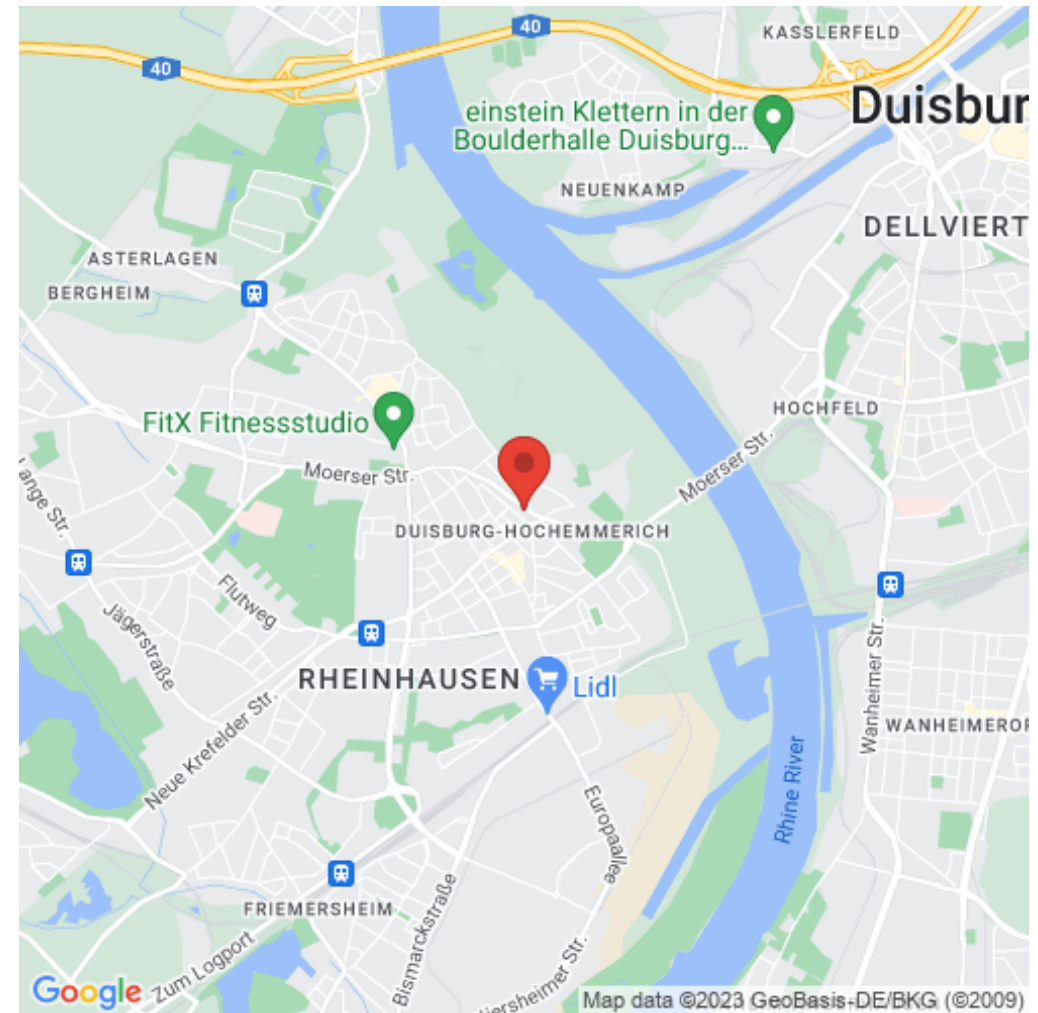 40
KASSLERFELD
40
einstein Klettern in der
Boulderhalle Duisburg...
Duisbur
NEUENKAMP
DELLVIERT
ASTERLAGEN
BERGHEIM
HOCHFELD
FitX Fitnessstudio
Moerser Str.
Moerser Str.
Lange Str.
DUISBURG-HOCHEMMERICH
Flutweg
Jägerstraße
Wanheimer Str.
RHEINHAUSEN
Lidl
Neue Krefelder Str.
WANHEIMEROR
Rhine River
Europaallee
Bismarckstraße
FRIEMERSHEIM
Zum Logport
iersheimer Str.
Google
Map data ©2023 GeoBasis-DE/BKG (©2009)